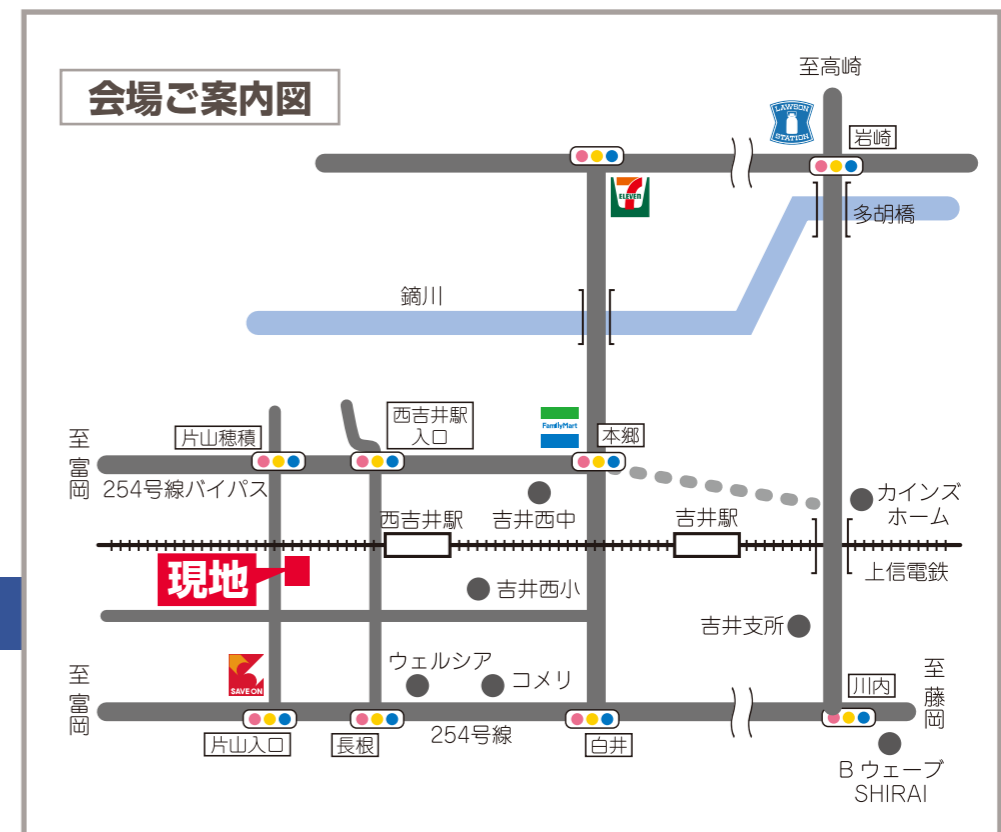 会場ご案内図
至高崎
LAWSON
STATION
岩崎
7
ELEVEN
多胡橋
鏑川
片山穂積
西吉井駅
入口
FamilyMart
本郷
至富岡
254号線バイパス
カインズ
ホーム
西吉井駅
吉井西中
吉井駅
現地
上信電鉄
吉井西小
吉井支所
SAVE ON
ウェルシア
コメリ
至富岡
川内
至藤岡
片山入口
長根
254号線
白井
B ウェーブ
SHIRAI